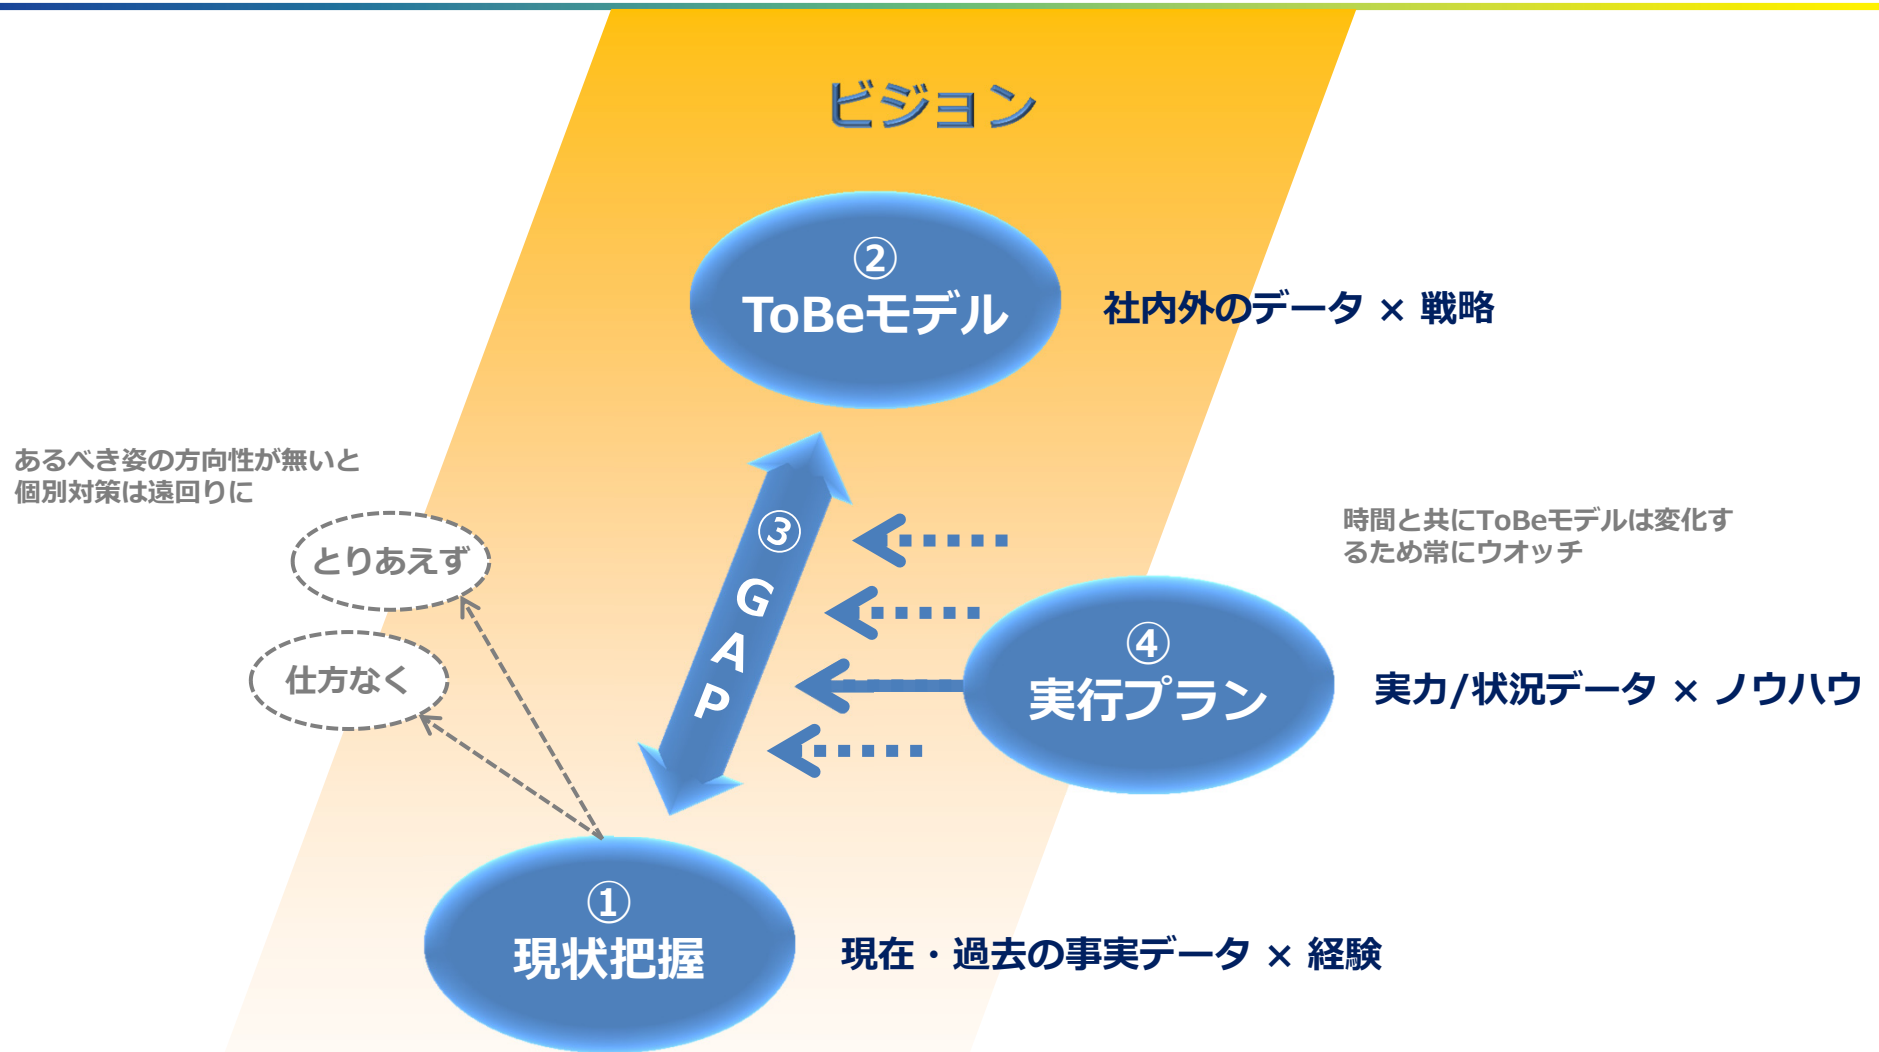 ビジョン
②
ToBeモデル
社内外のデータ × 戦略
あるべき姿の方向性が無いと
個別対策は遠回りに
とりあえず
仕方なく
③
GAP
時間と共にToBeモデルは変化す
るため常にウオッチ
④
実行プラン
実力/状況データ × ノウハウ
①
現状把握
現在・過去の事実データ × 経験